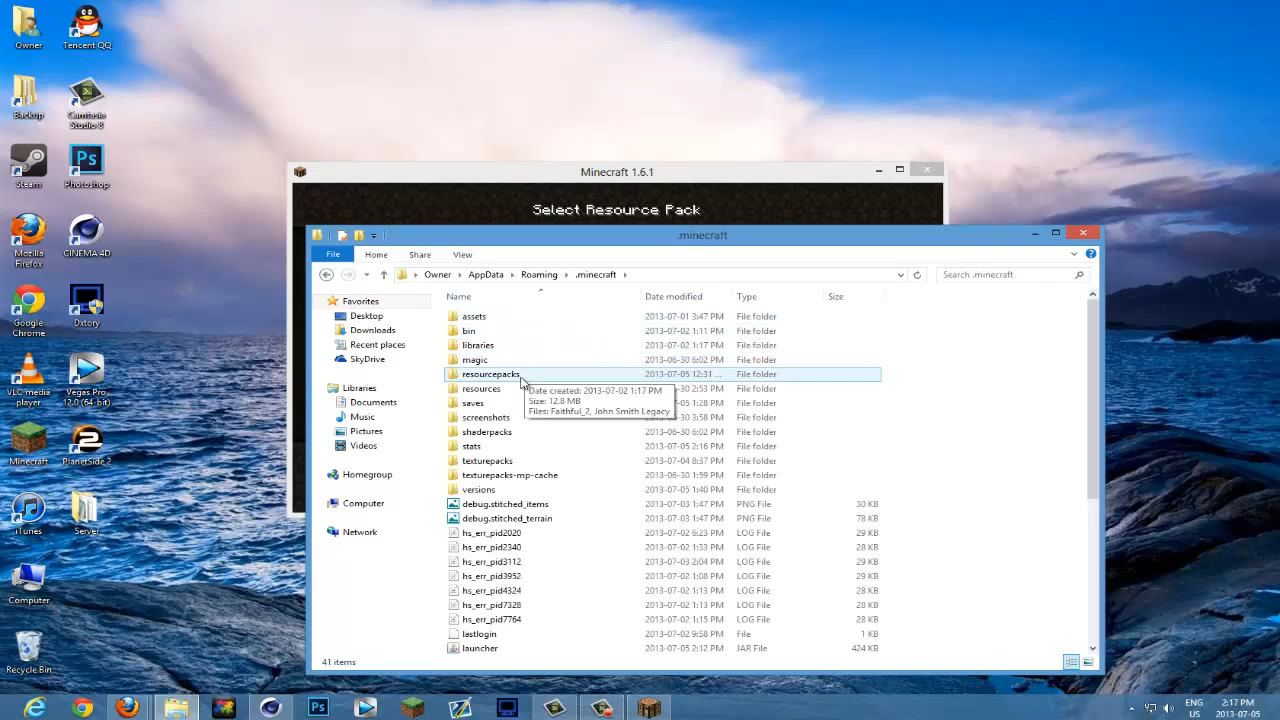 Owner
Tencent QQ
Backup
Camtasia Studio 8
Steam
Photoshop
Mozilla Firefox
CINEMA 4D
Google Chrome
Dxtory
VLC media player
Vegas Pro 12.0 (64-bit)
Minecraft
PlanetSide 2
iTunes
Server
Computer
Recycle Bin
Minecraft 1.6.1
Select Resource Pack
.minecraft
File Home Share View
Owner AppData Roaming .minecraft
Search .minecraft
Favorites
Desktop
Downloads
Recent places
SkyDrive
Libraries
Documents
Music
Pictures
Videos
Homegroup
Computer
Network
Name Date modified Type Size
assets 2013-07-01 3:47 PM File folder
bin 2013-07-02 1:11 PM File folder
libraries 2013-07-02 1:17 PM File folder
magic 2013-06-30 6:02 PM File folder
resourcepacks 2013-07-05 12:31 ... File folder
resources -30 2:53 PM File folder
saves -05 1:28 PM File folder
screenshots -30 3:58 PM File folder
shaderpacks 2013-06-30 6:02 PM File folder
stats 2013-07-05 2:16 PM File folder
texturepacks 2013-07-04 8:37 PM File folder
texturepacks-mp-cache 2013-06-30 1:59 PM File folder
versions 2013-07-05 1:40 PM File folder
debug.stitched_items 2013-07-03 1:47 PM PNG File 30 KB
debug.stitched_terrain 2013-07-03 1:47 PM PNG File 78 KB
hs_err_pid2020 2013-07-02 6:23 PM LOG File 29 KB
hs_err_pid2340 2013-07-02 1:33 PM LOG File 29 KB
hs_err_pid3112 2013-07-03 2:04 PM LOG File 29 KB
hs_err_pid3952 2013-07-02 1:08 PM LOG File 28 KB
hs_err_pid4324 2013-07-02 1:13 PM LOG File 28 KB
hs_err_pid7328 2013-07-02 1:13 PM LOG File 28 KB
hs_err_pid7764 2013-07-02 1:15 PM LOG File 28 KB
lastlogin 2013-07-02 9:58 PM File 1 KB
launcher 2013-07-05 2:12 PM JAR File 424 KB
Date created: 2013-07-02 1:17 PM
Size: 12.8 MB
Files: Faithful_2, John Smith Legacy
41 items
ENG
US
2:17 PM
2013-07-05